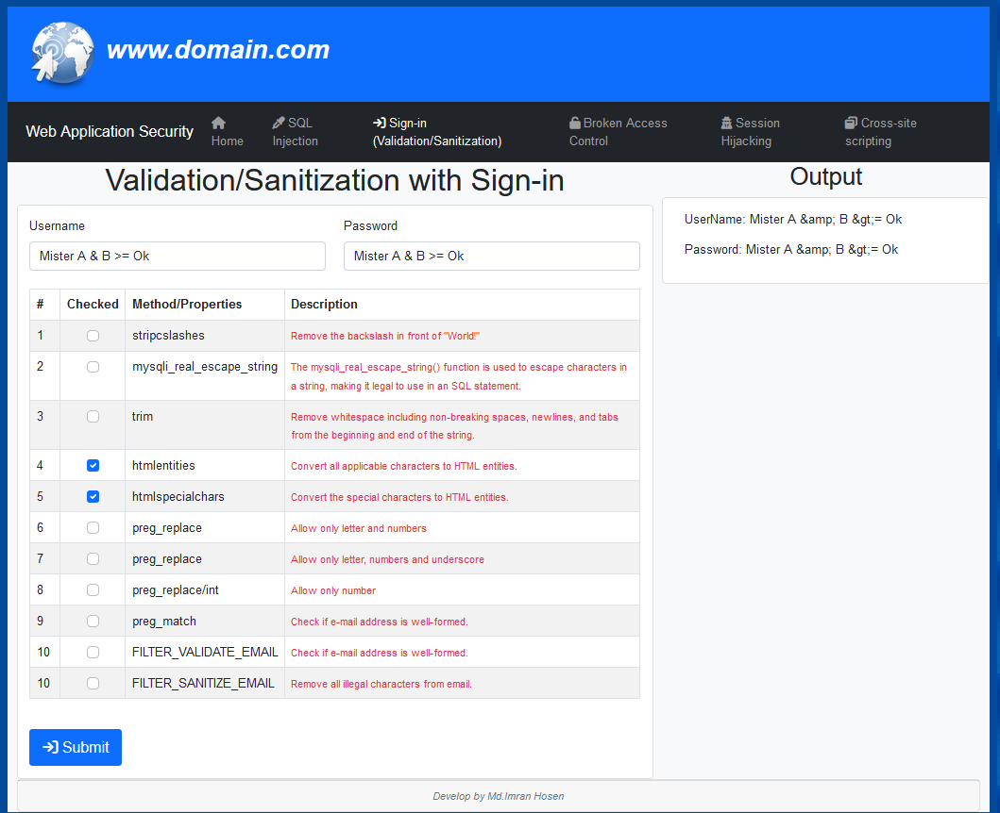 www.domain.com
Web Application Security
Home
SQL
Injection
Sign-in
(Validation/Sanitization)
Broken Access
Control
Session
Hijacking
Cross-site
scripting
Validation/Sanitization with Sign-in
Username
Password
Mister A & B >= Ok
Mister A & B >= Ok
# Checked Method/Properties Description
1 stripcslashes Remove the backslash in front of "World!"
2 mysqli_real_escape_string The mysqli_real_escape_string() function is used to escape characters in
a string, making it legal to use in an SQL statement.
3 trim Remove whitespace including non-breaking spaces, newlines, and tabs
from the beginning and end of the string.
4 htmlentities Convert all applicable characters to HTML entities.
5 htmlspecialchars Convert the special characters to HTML entities.
6 preg_replace Allow only letter and numbers
7 preg_replace Allow only letter, numbers and underscore
8 preg_replace/int Allow only number
9 preg_match Check if e-mail address is well-formed.
10 FILTER_VALIDATE_EMAIL Check if e-mail address is well-formed.
10 FILTER_SANITIZE_EMAIL Remove all illegal characters from email.
Submit
Output
UserName: Mister A &amp; B &gt;= Ok
Password: Mister A &amp; B &gt;= Ok
Develop by Md.Imran Hosen